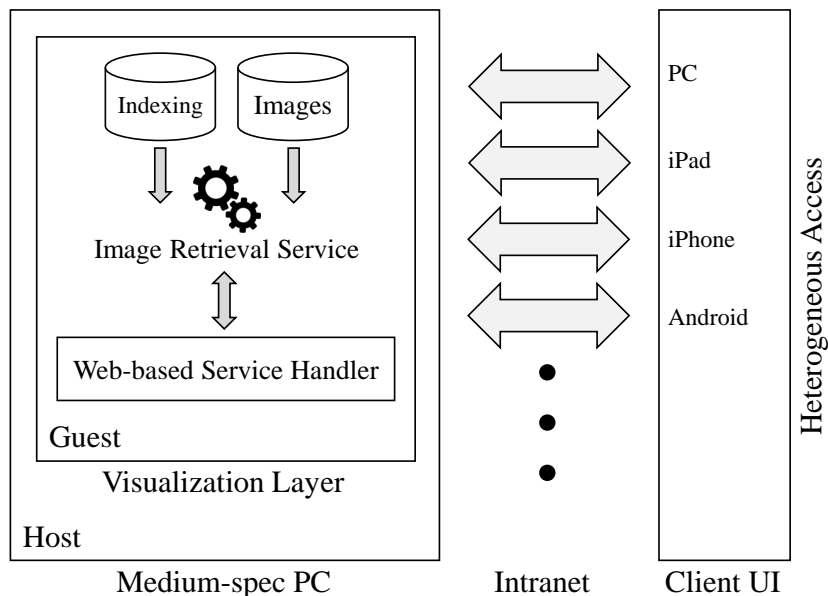 Indexing
Images
Image Retrieval Service
Web-based Service Handler
Guest
Visualization Layer
Host
Medium-spec PC
Intranet
PC
iPad
iPhone
Android
Client UI
Heterogeneous Access